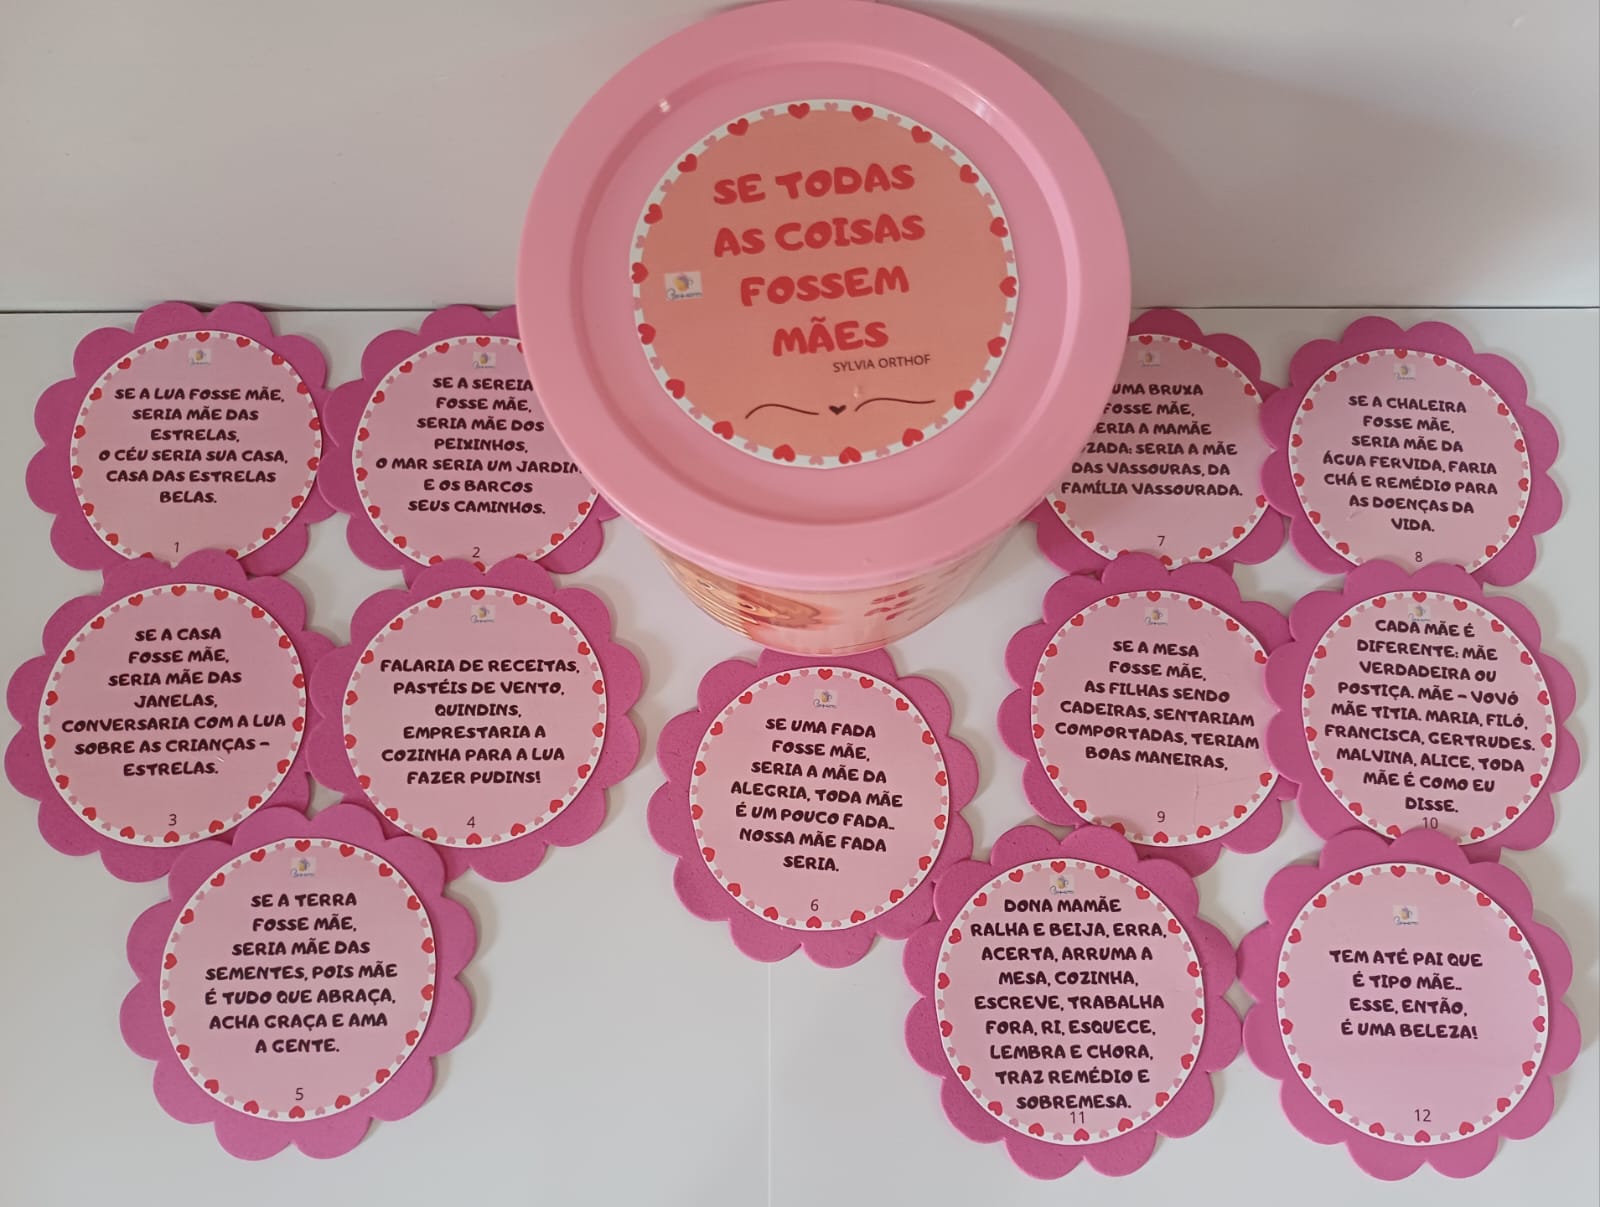 SE TODAS
AS COISAS
FOSSEM
MÃES
SYLVIA ORTHOF
SE A LUA FOSSE MÃE,
SERIA MÃE DAS
ESTRELAS,
O CÉU SERIA SUA CASA,
CASA DAS ESTRELAS
BELAS.
1
SE A SEREIA
FOSSE MÃE,
SERIA MÃE DOS
PEIXINHOS,
O MAR SERIA UM JARDIM
E OS BARCOS
SEUS CAMINHOS.
2
SE A CASA
FOSSE MÃE,
SERIA MÃE DAS
JANELAS,
CONVERSARIA COM A LUA
SOBRE AS CRIANÇAS -
ESTRELAS.
3
FALARIA DE RECEITAS,
PASTÉIS DE VENTO,
QUINDINS,
EMPRESTARIA A
COZINHA PARA A LUA
FAZER PUDINS!
4
SE A TERRA
FOSSE MÃE,
SERIA MÃE DAS
SEMENTES, POIS MÃE
É TUDO QUE ABRAÇA,
ACHA GRAÇA E AMA
A GENTE.
5
SE UMA FADA
FOSSE MÃE,
SERIA A MÃE DA
ALEGRIA, TODA MÃE
É UM POUCO FADA..
NOSSA MÃE FADA
SERIA.
6
UMA BRUXA
FOSSE MÃE,
SERIA A MAMÃE
ZADA: SERIA A MÃE
DAS VASSOURAS, DA
FAMÍLIA VASSOURADA.
7
SE A CHALEIRA
FOSSE MÃE,
SERIA MÃE DA
ÁGUA FERVIDA, FARIA
CHÁ E REMÉDIO PARA
AS DOENÇAS DA
VIDA.
8
SE A MESA
FOSSE MÃE,
AS FILHAS SENDO
CADEIRAS, SENTARIAM
COMPORTADAS, TERIAM
BOAS MANEIRAS,
9
CADA MÃE É
DIFERENTE: MÃE
VERDADEIRA OU
POSTIÇA. MÃE - VOVÓ
MÃE TITIA. MARIA, FILÓ,
FRANCISCA, GERTRUDES.
MALVINA, ALICE, TODA
MÃE É COMO EU
DISSE.
10
DONA MAMÃE
RALHA E BEIJA, ERRA,
ACERTA, ARRUMA A
MESA, COZINHA,
ESCREVE, TRABALHA
FORA, RI, ESQUECE,
LEMBRA E CHORA,
TRAZ REMÉDIO E
SOBREMESA.
11
TEM ATÉ PAI QUE
É TIPO MÃE..
ESSE, ENTÃO,
É UMA BELEZA!
12